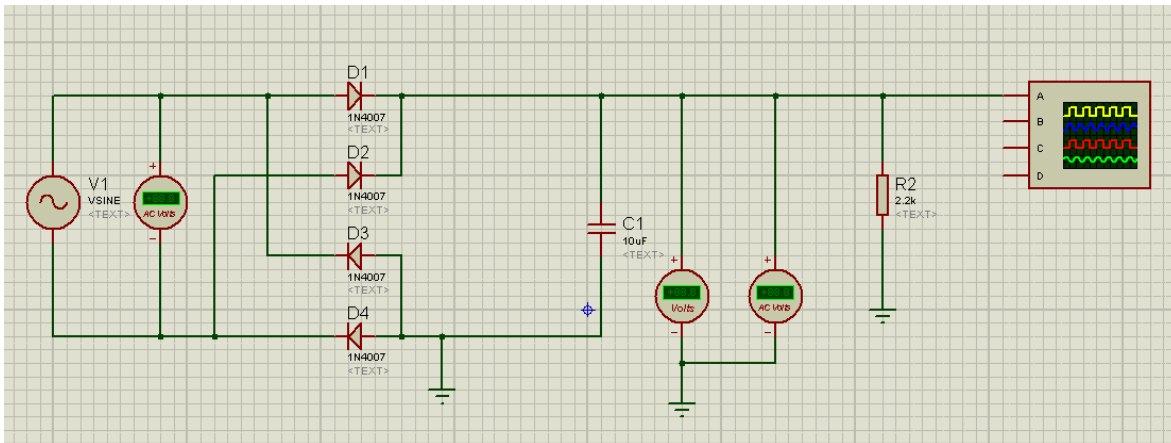 D1
1N4007
<TEXT>
A
B
C
D
D2
1N4007
<TEXT>
V1
VSINE
<TEXT>
+
AC Volts
−
R2
2.2k
<TEXT>
C1
10uF
<TEXT>
D3
1N4007
<TEXT>
+
Volts
−
+
AC Volts
−
D4
1N4007
<TEXT>